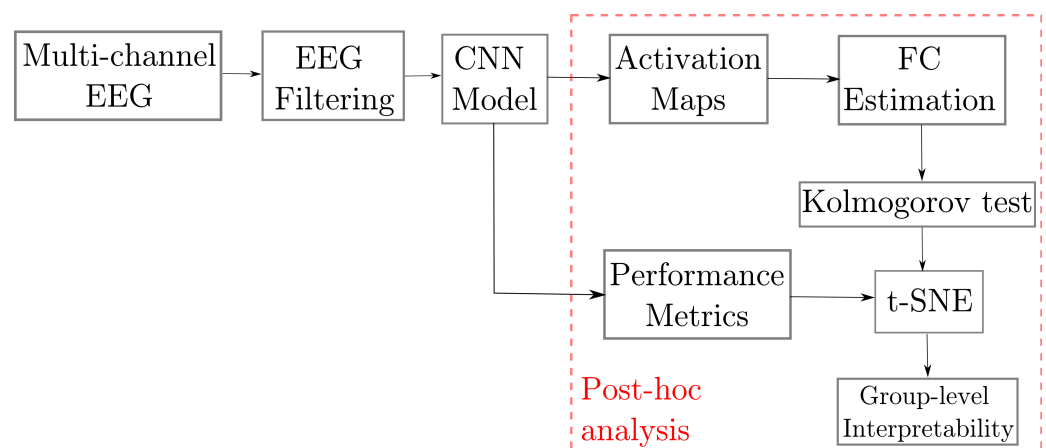 Multi-channel
EEG
EEG
Filtering
CNN
Model
Activation
Maps
FC
Estimation
Kolmogorov test
Performance
Metrics
t-SNE
Post-hoc
analysis
Group-level
Interpretability